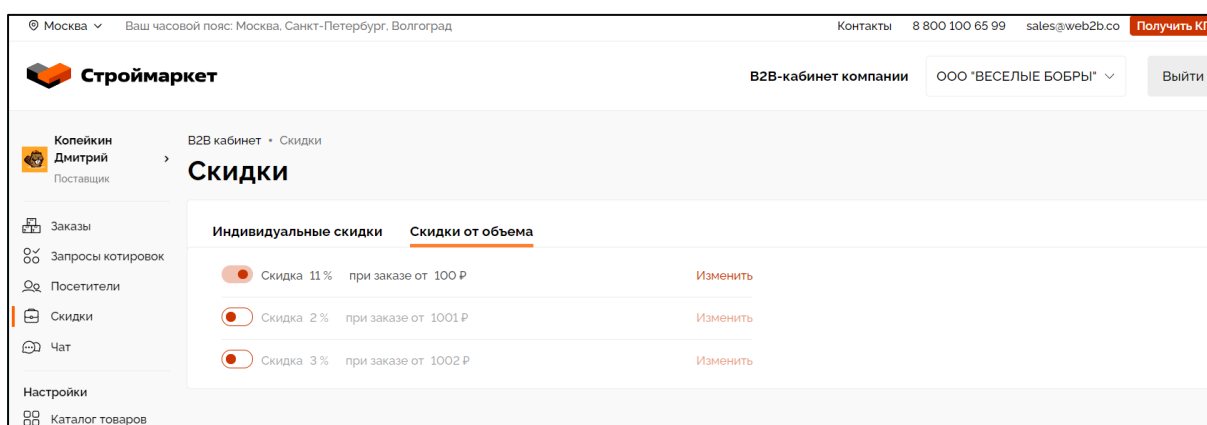 Москва Ваш часовой пояс: Москва, Санкт-Петербург, Волгоград Контакты 8 800 100 65 99 sales@web2b.co Получить КП
Строймаркет B2B-кабинет компании ООО "ВЕСЕЛЫЕ БОБРЫ" Выйти
Копейкин
Дмитрий
Поставщик
B2B кабинет • Скидки
Скидки
Заказы
Запросы котировок
Посетители
Скидки
Чат
Настройки
Каталог товаров
Индивидуальные скидки Скидки от объема
Скидка 11 % при заказе от 100 ₽ Изменить
Скидка 2 % при заказе от 1001 ₽ Изменить
Скидка 3 % при заказе от 1002 ₽ Изменить